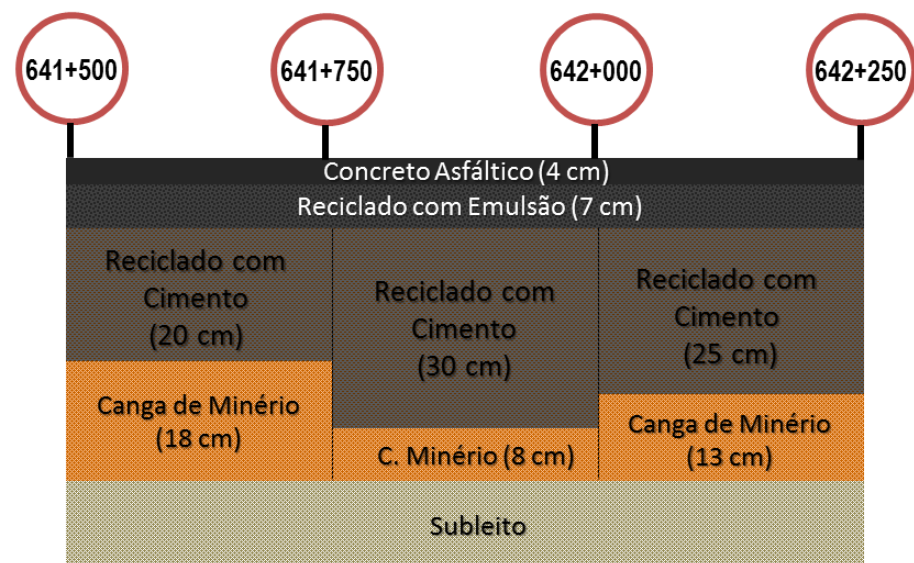 641+500
641+750
642+000
642+250
Concreto Asfáltico (4 cm)
Reciclado com Emulsão (7 cm)
Reciclado com
Cimento
(20 cm)
Reciclado com
Cimento
(30 cm)
Reciclado com
Cimento
(25 cm)
Canga de Minério
(18 cm)
C. Minério (8 cm)
Canga de Minério
(13 cm)
Subleito